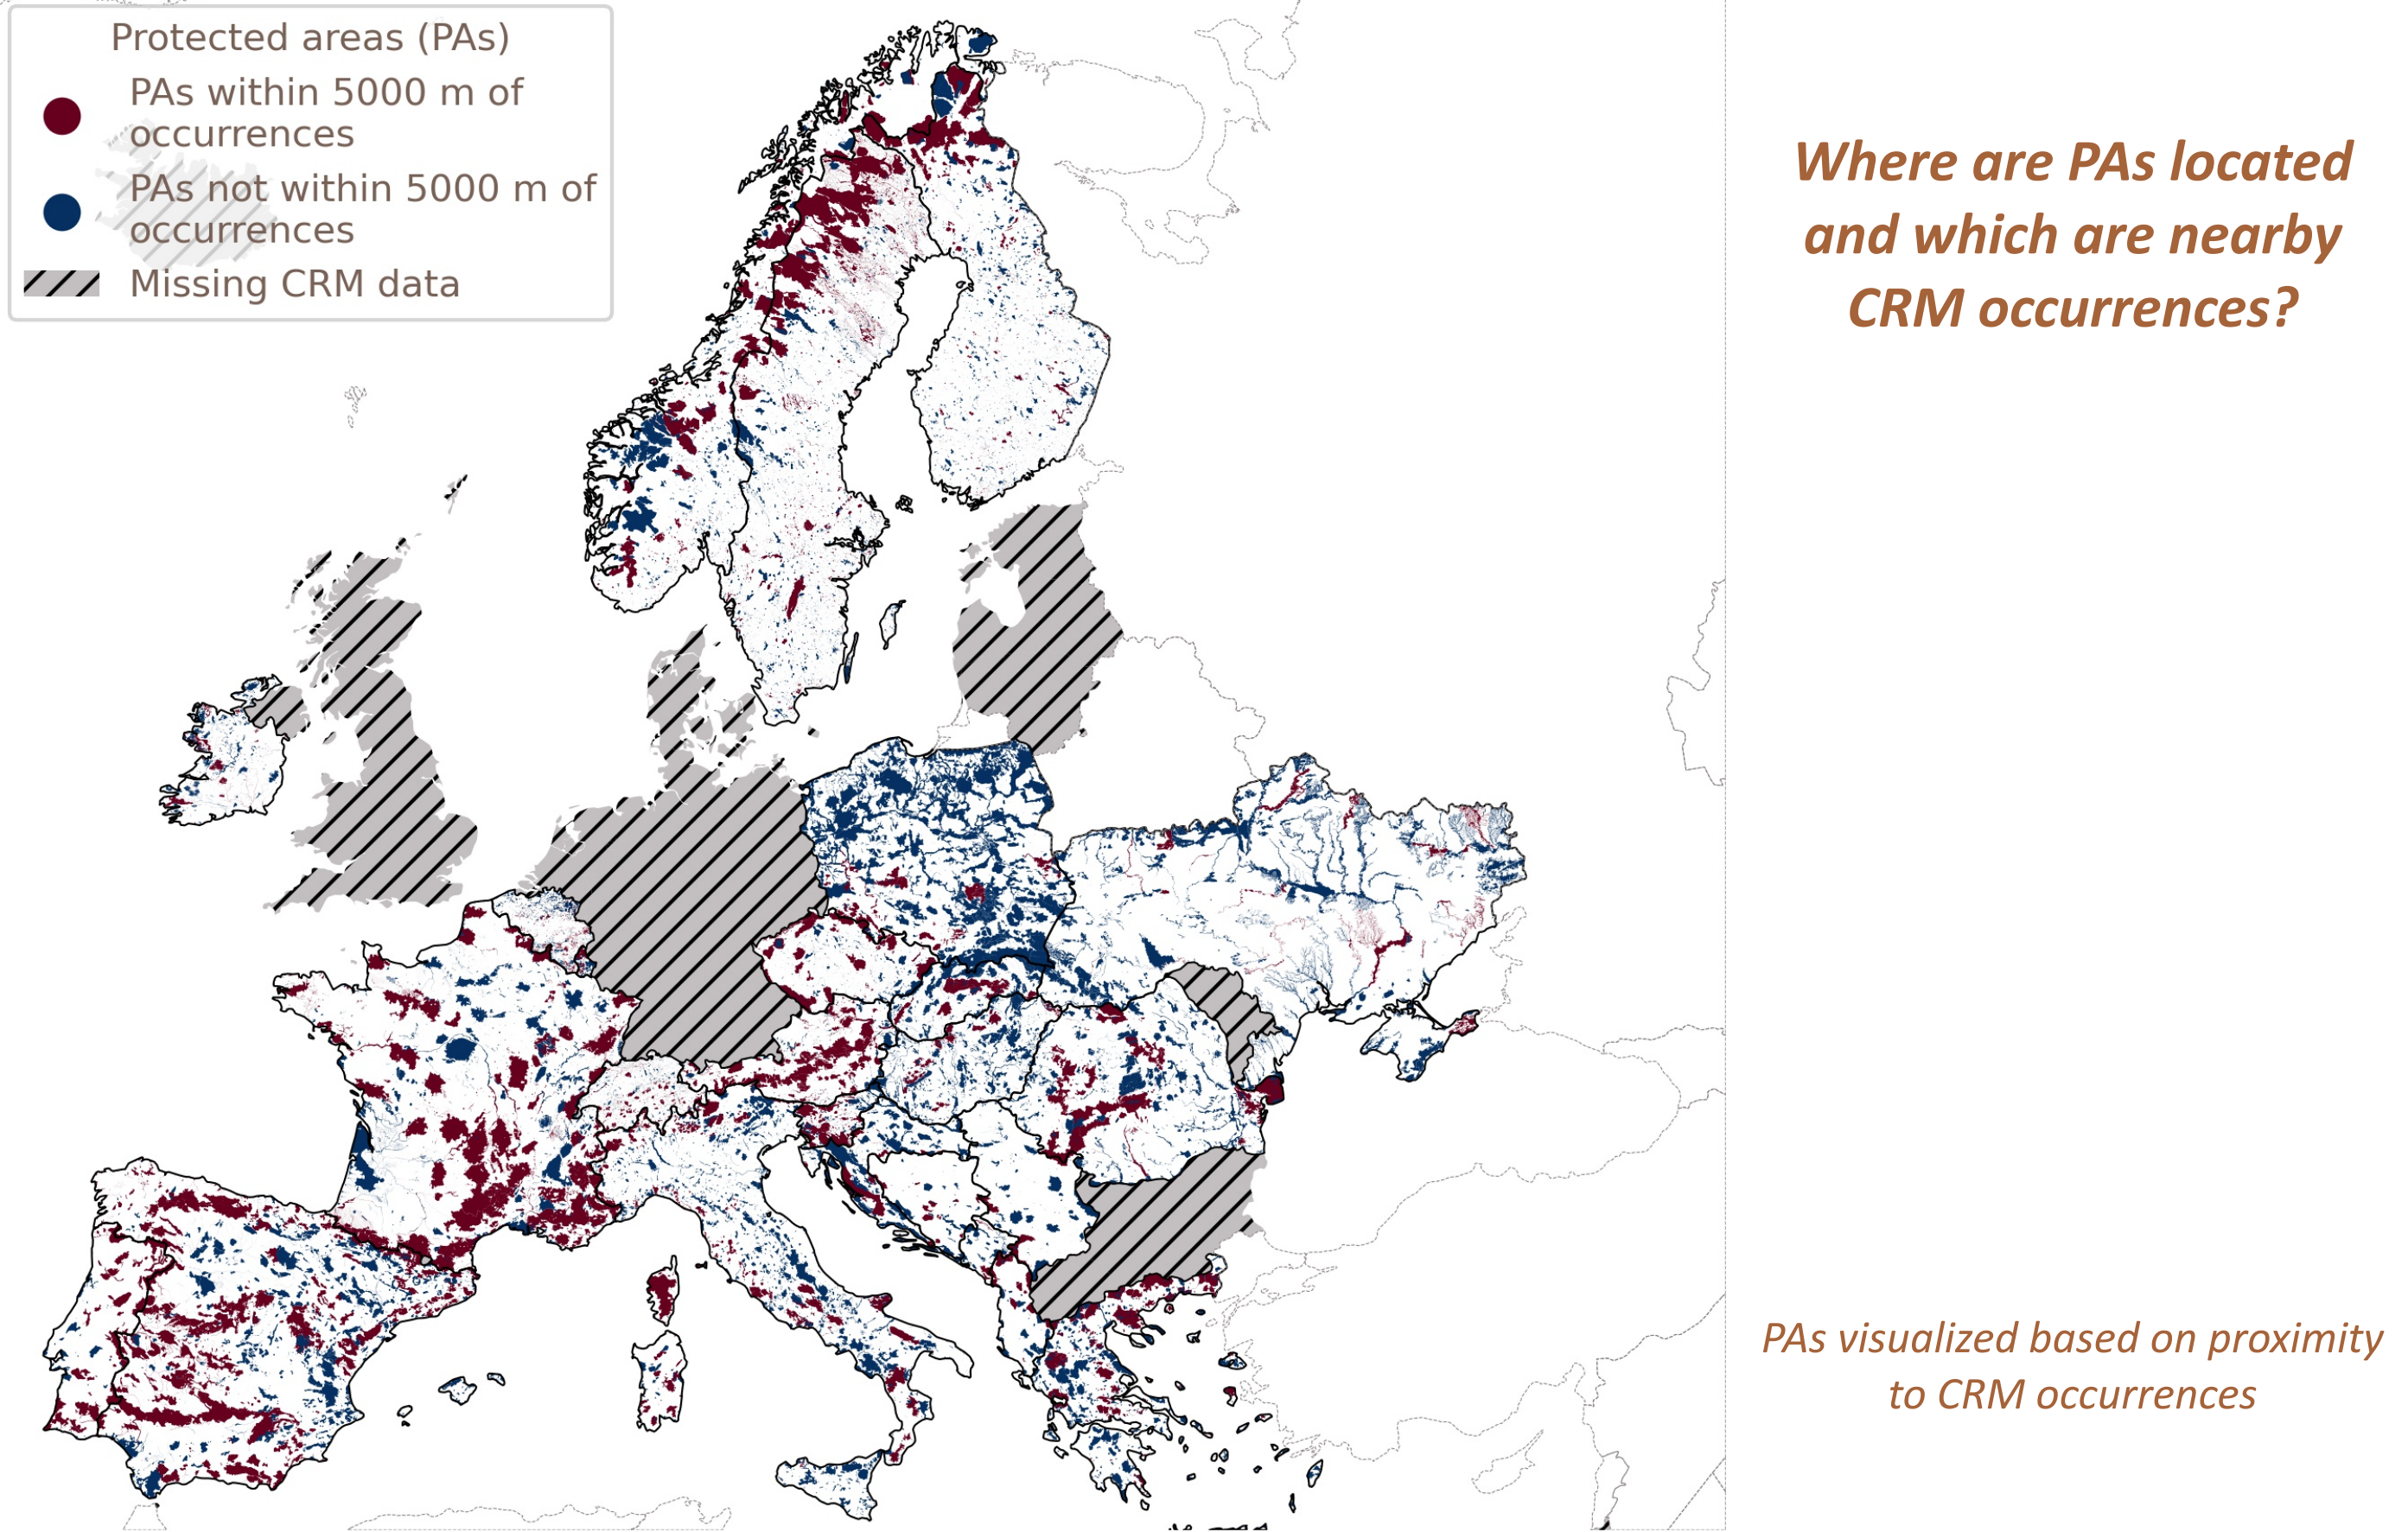 Protected areas (PAs)
PAs within 5000 m of
occurrences
PAs not within 5000 m of
occurrences
Missing CRM data
Where are PAs located
and which are nearby
CRM occurrences?
PAs visualized based on proximity
to CRM occurrences